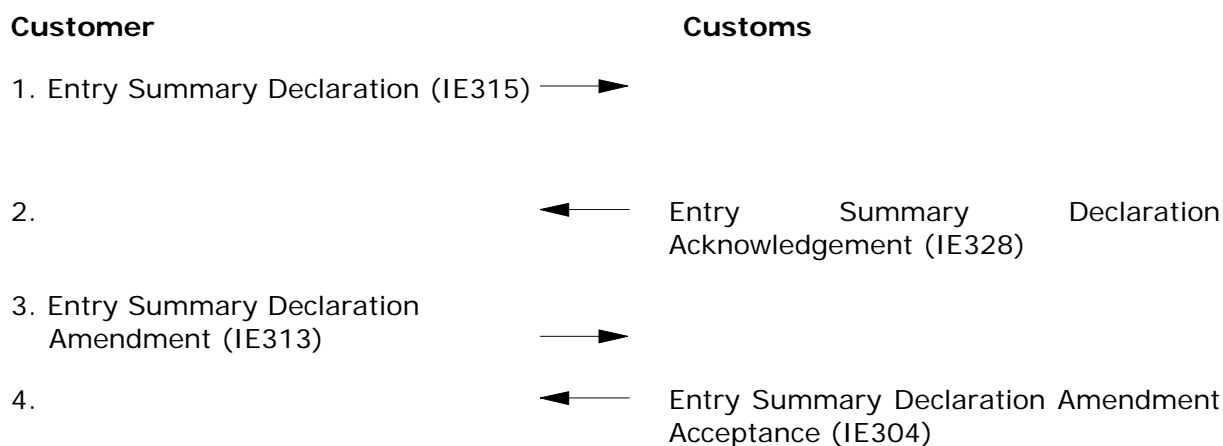 Customer Customs
1. Entry Summary Declaration (IE315)
2. Entry Summary Declaration
Acknowledgement (IE328)
3. Entry Summary Declaration
Amendment (IE313)
4. Entry Summary Declaration Amendment
Acceptance (IE304)